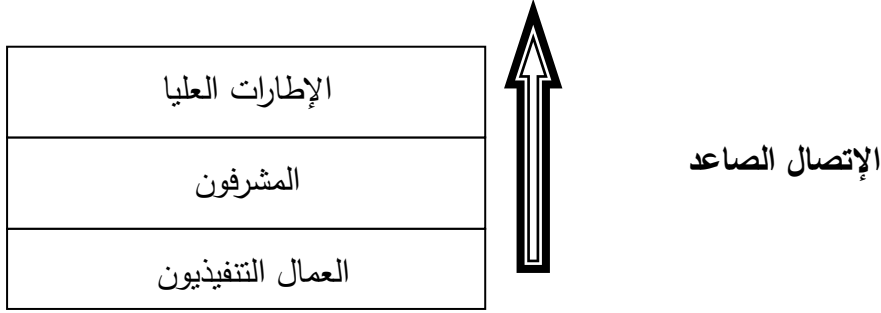 الإطارات العليا
المشرفون
الإتصال الصاعد
العمال التنفيذيون